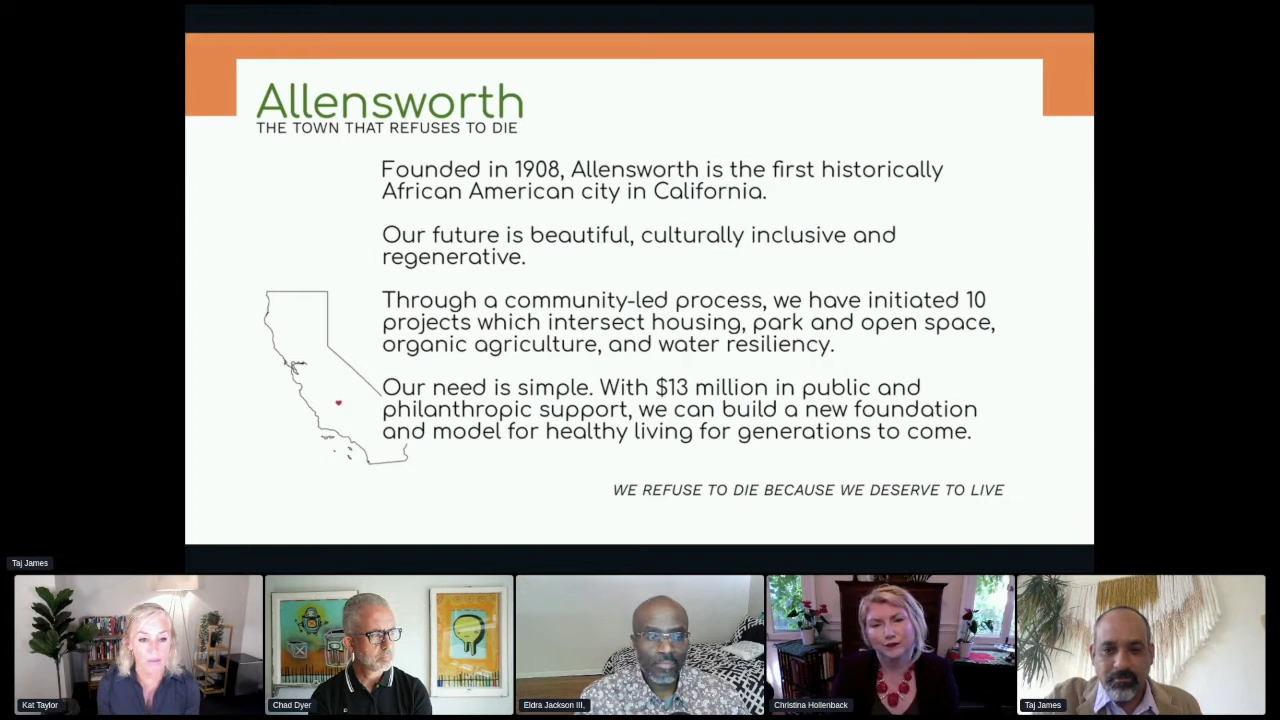 Allensworth
THE TOWN THAT REFUSES TO DIE
Founded in 1908, Allensworth is the first historically
African American city in California.
Our future is beautiful, culturally inclusive and
regenerative.
Through a community-led process, we have initiated 10
projects which intersect housing, park and open space,
organic agriculture, and water resiliency.
Our need is simple. With $13 million in public and
philanthropic support, we can build a new foundation
and model for healthy living for generations to come.
WE REFUSE TO DIE BECAUSE WE DESERVE TO LIVE
Taj James
Kat Taylor
Chad Dyer
Eldra Jackson III.
Christina Hollenback
Taj James